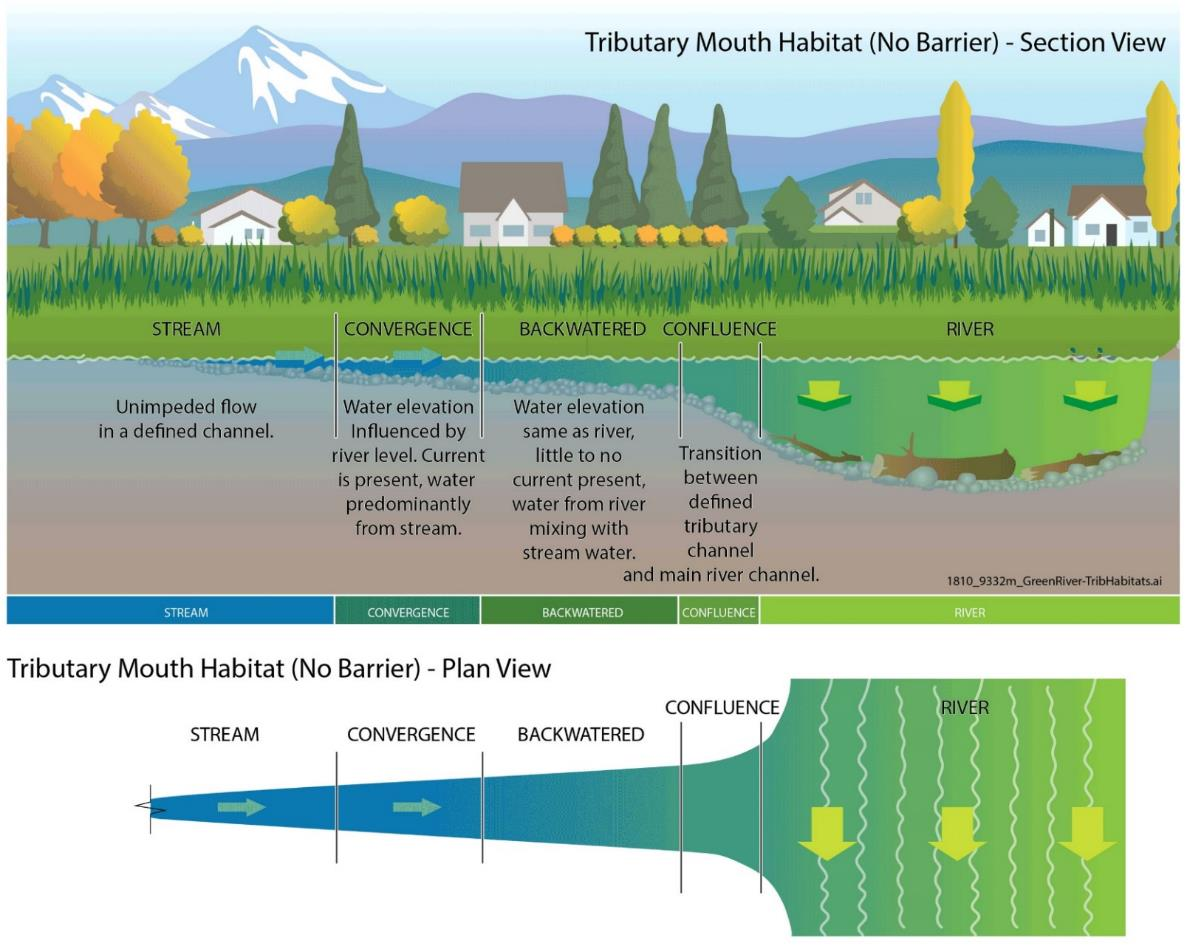 Tributary Mouth Habitat (No Barrier) - Section View
STREAM
CONVERGENCE
BACKWATERED
CONFLUENCE
RIVER
Unimpeded flow
in a defined channel.
Water elevation
Influenced by
river level. Current
is present, water
predominantly
from stream.
Water elevation
same as river,
little to no
current present,
water from river
mixing with
stream water.
Transition
between
defined
tributary
channel
and main river channel.
1810_9332m_GreenRiver-TribHabitats.ai
STREAM
CONVERGENCE
BACKWATERED
CONFLUENCE
RIVER
Tributary Mouth Habitat (No Barrier) - Plan View
STREAM
CONVERGENCE
BACKWATERED
CONFLUENCE
RIVER